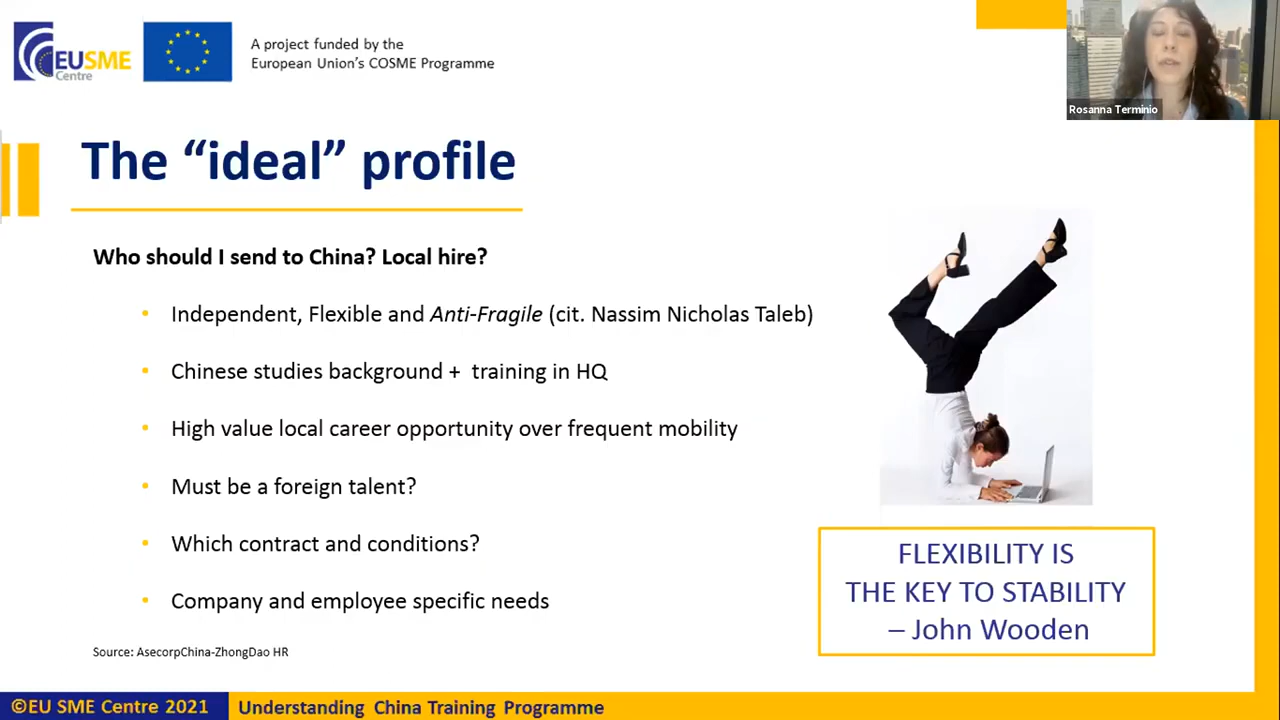 EUSME
Centre
A project funded by the
European Union's COSME Programme
Rosanna Terminio
The “ideal” profile
Who should I send to China? Local hire?
• Independent, Flexible and Anti-Fragile (cit. Nassim Nicholas Taleb)
• Chinese studies background + training in HQ
• High value local career opportunity over frequent mobility
• Must be a foreign talent?
• Which contract and conditions?
• Company and employee specific needs
FLEXIBILITY IS
THE KEY TO STABILITY
– John Wooden
Source: AsecorpChina-ZhongDao HR
©EU SME Centre 2021
Understanding China Training Programme